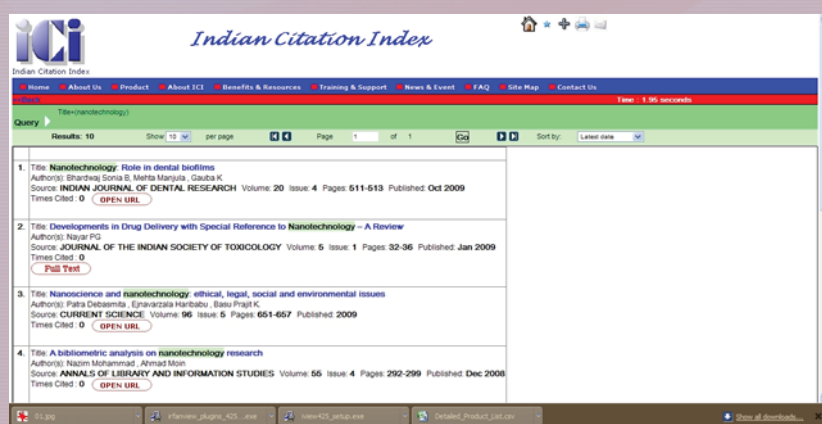 ici
Indian Citation Index
Indian Citation Index
Home About Us Product About ICI Benefits & Resources Training & Support News & Event FAQ Site Map Contact Us
Time : 1.95 seconds
Query Title=(nanotechnology)
Results: 10 Show 10 per page Page 1 of 1 Go Sort by: Latest date
1. Title: Nanotechnology: Role in dental biofilms
Author(s): Bhardwaj Sonia B, Mehta Manjula , Gauba K
Source: INDIAN JOURNAL OF DENTAL RESEARCH Volume: 20 Issue: 4 Pages: 511-513 Published: Oct 2009
Times Cited : 0 OPEN URL
2. Title: Developments in Drug Delivery with Special Reference to Nanotechnology – A Review
Author(s): Nayar PG
Source: JOURNAL OF THE INDIAN SOCIETY OF TOXICOLOGY Volume: 5 Issue: 1 Pages: 32-36 Published: Jan 2009
Times Cited : 0
Full Text
3. Title: Nanoscience and nanotechnology: ethical, legal, social and environmental issues
Author(s): Patra Debasmita , Ejnavarzala Haribabu , Basu Prajit K.
Source: CURRENT SCIENCE Volume: 96 Issue: 5 Pages: 651-657 Published: 2009
Times Cited : 0 OPEN URL
4. Title: A bibliometric analysis on nanotechnology research
Author(s): Nazim Mohammad , Ahmad Moin
Source: ANNALS OF LIBRARY AND INFORMATION STUDIES Volume: 55 Issue: 4 Pages: 292-299 Published: Dec 2008
Times Cited : 0 OPEN URL
01.jpg irfanview_plugins_425....exe iview425_setup.exe Detailed_Product_List.csv Show all downloads...